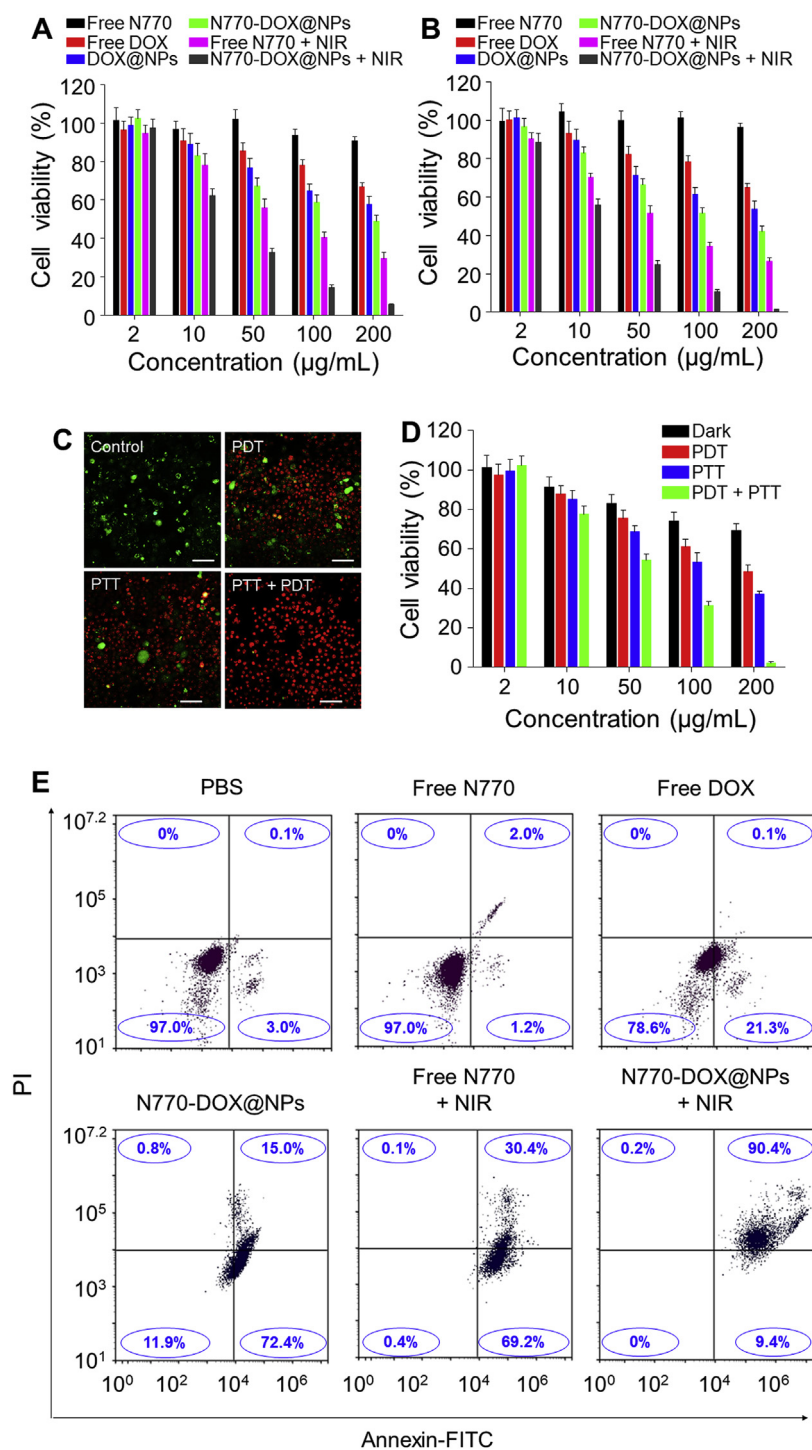 A
Free N770
N770-DOX@NPs
Free DOX
Free N770 + NIR
DOX@NPs
N770-DOX@NPs + NIR
Cell viability (%)
120
100
80
60
40
20
0
2 10 50 100 200
Concentration (μg/mL)
B
Free N770
N770-DOX@NPs
Free DOX
Free N770 + NIR
DOX@NPs
N770-DOX@NPs + NIR
Cell viability (%)
120
100
80
60
40
20
0
2 10 50 100 200
Concentration (μg/mL)
C
Control
PDT
PTT
PTT + PDT
D
Dark
PDT
PTT
PDT + PTT
Cell viability (%)
120
100
80
60
40
20
0
2 10 50 100 200
Concentration (μg/mL)
E
PBS
Free N770
Free DOX
10^7.2
10^5
10^3
10^1
0% 0.1%
97.0% 3.0%
0% 2.0%
97.0% 1.2%
0% 0.1%
78.6% 21.3%
PI
N770-DOX@NPs
Free N770
+ NIR
N770-DOX@NPs
+ NIR
10^7.2
10^5
10^3
10^1
0.8% 15.0%
11.9% 72.4%
0.1% 30.4%
0.4% 69.2%
0.2% 90.4%
0% 9.4%
10^0 10^2 10^4 10^6
10^0 10^2 10^4 10^6
10^0 10^2 10^4 10^6
Annexin-FITC